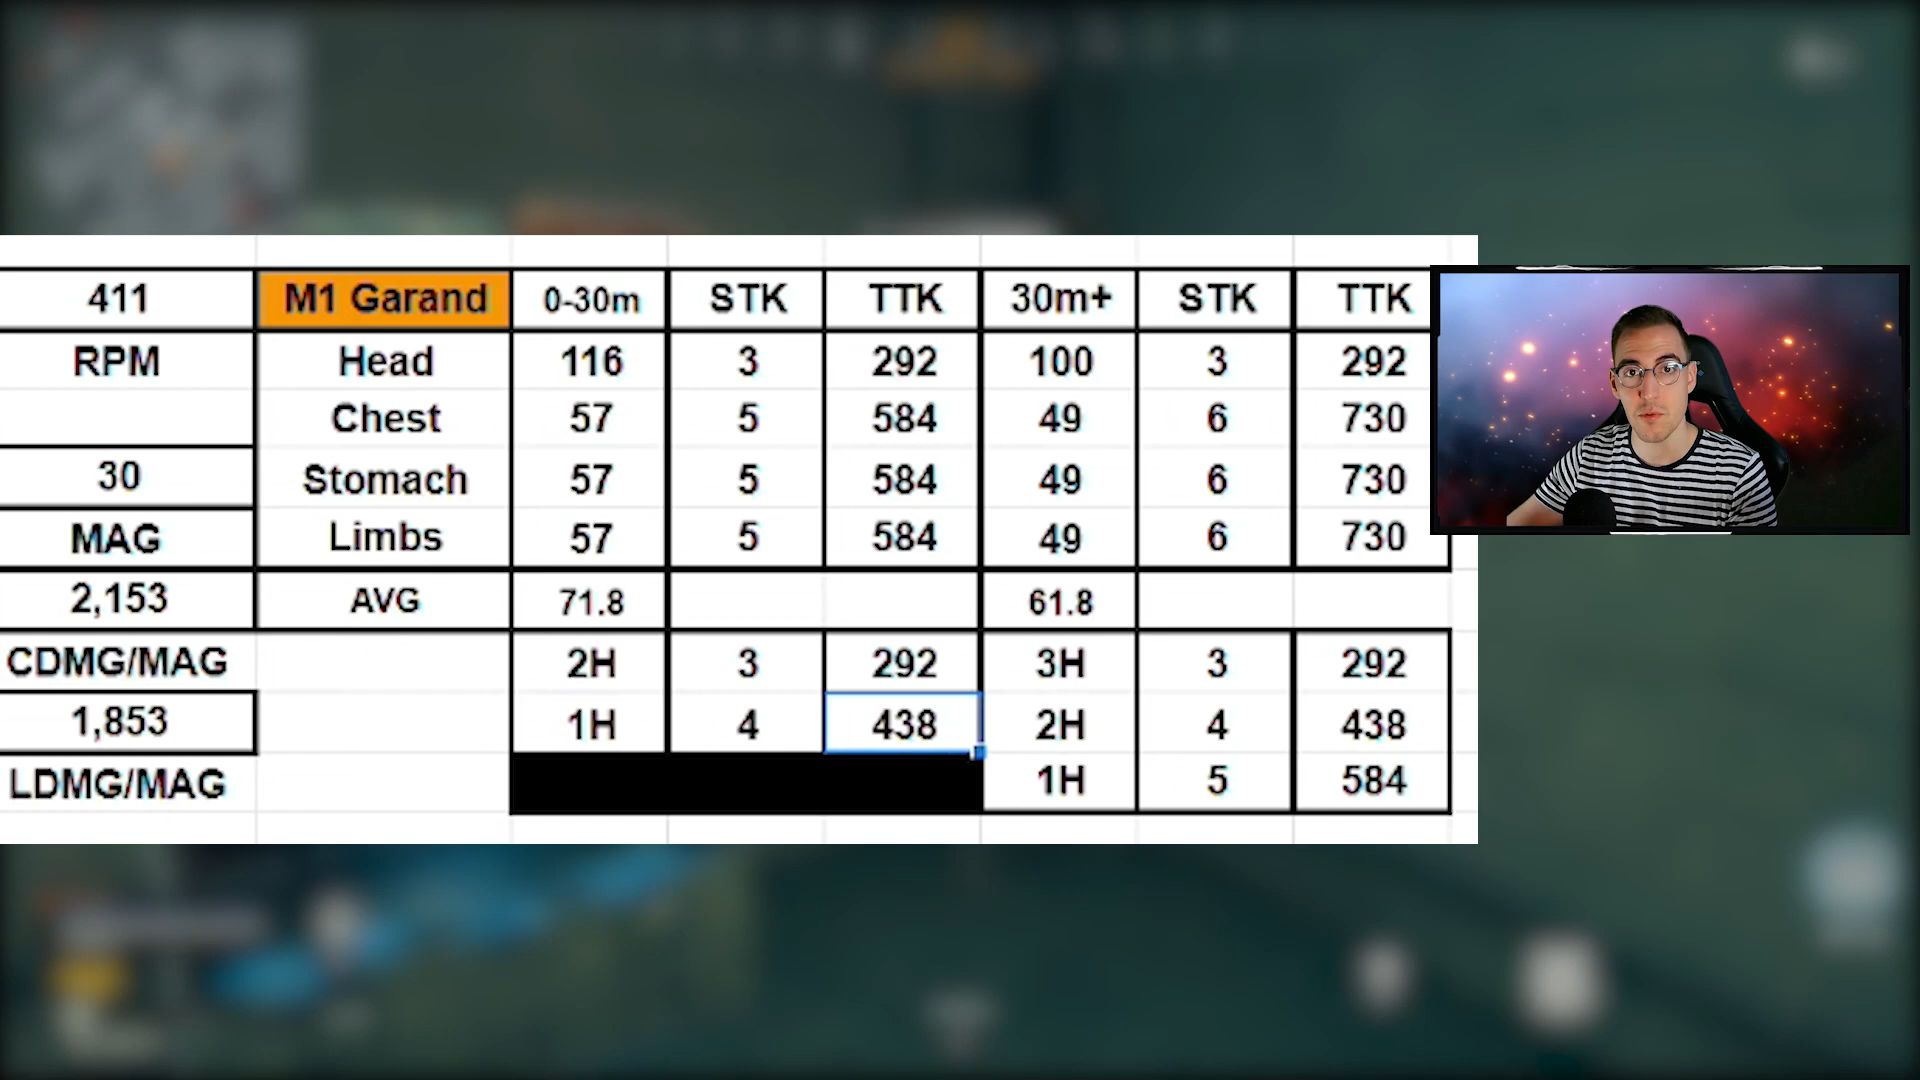 411 M1 Garand 0-30m STK TTK 30m+ STK TTK
RPM Head 116 3 292 100 3 292
Chest 57 5 584 49 6 730
30 Stomach 57 5 584 49 6 730
MAG Limbs 57 5 584 49 6 730
2,153 AVG 71.8 61.8
CDMG/MAG 2H 3 292 3H 3 292
1,853 1H 4 438 2H 4 438
LDMG/MAG 1H 5 584